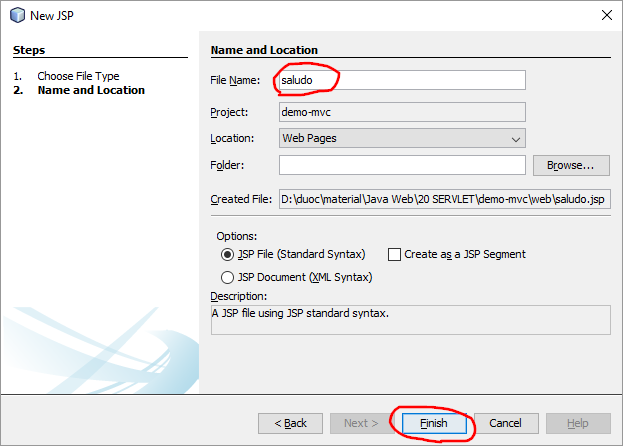 New JSP
Steps
1. Choose File Type
2. Name and Location
Name and Location
File Name: saludo
Project: demo-mvc
Location: Web Pages
Folder: Browse...
Created File: D:\duoc\material\Java Web\20 SERVLET\demo-mvc\web\saludo.jsp
Options:
JSP File (Standard Syntax) Create as a JSP Segment
JSP Document (XML Syntax)
Description:
A JSP file using JSP standard syntax.
< Back Next > Finish Cancel Help